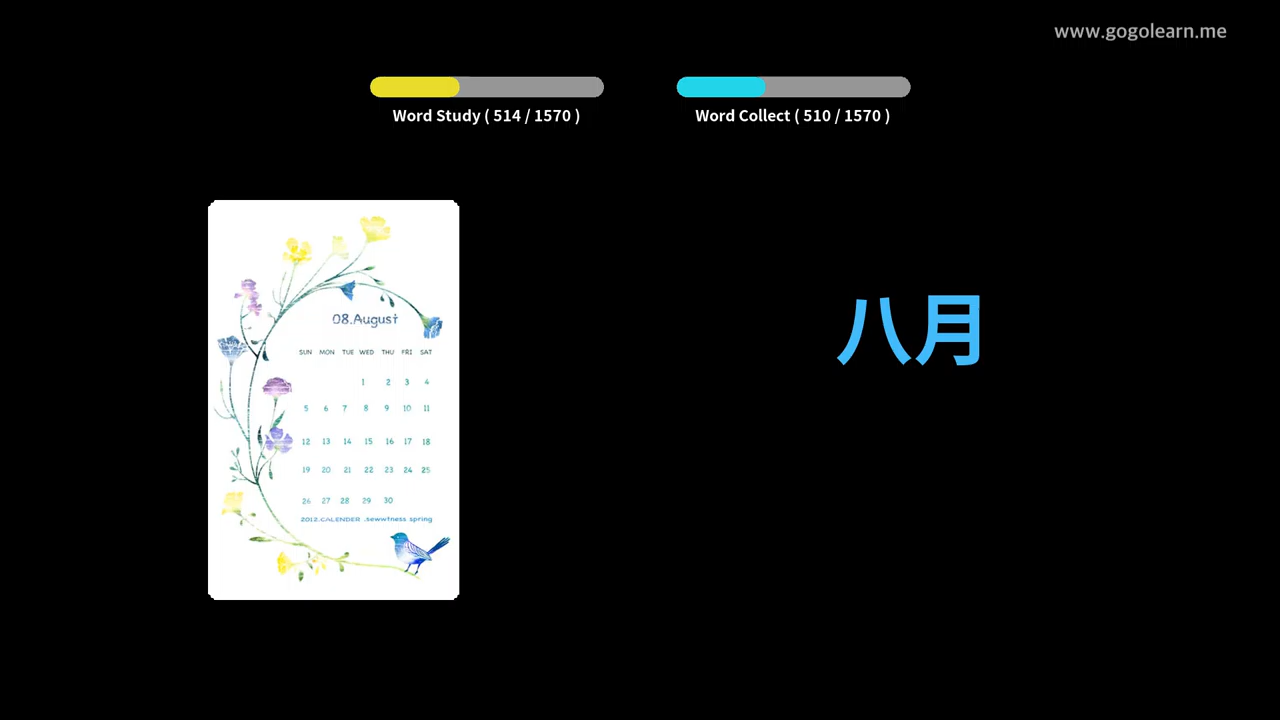 www.gogolearn.me
Word Study ( 514 / 1570 )
Word Collect ( 510 / 1570 )
08.August
SUN MON TUE WED THU FRI SAT
1 2 3 4
5 6 7 8 9 10 11
12 13 14 15 16 17 18
19 20 21 22 23 24 25
26 27 28 29 30
2012.CALENDER .sewwfness spring
八月